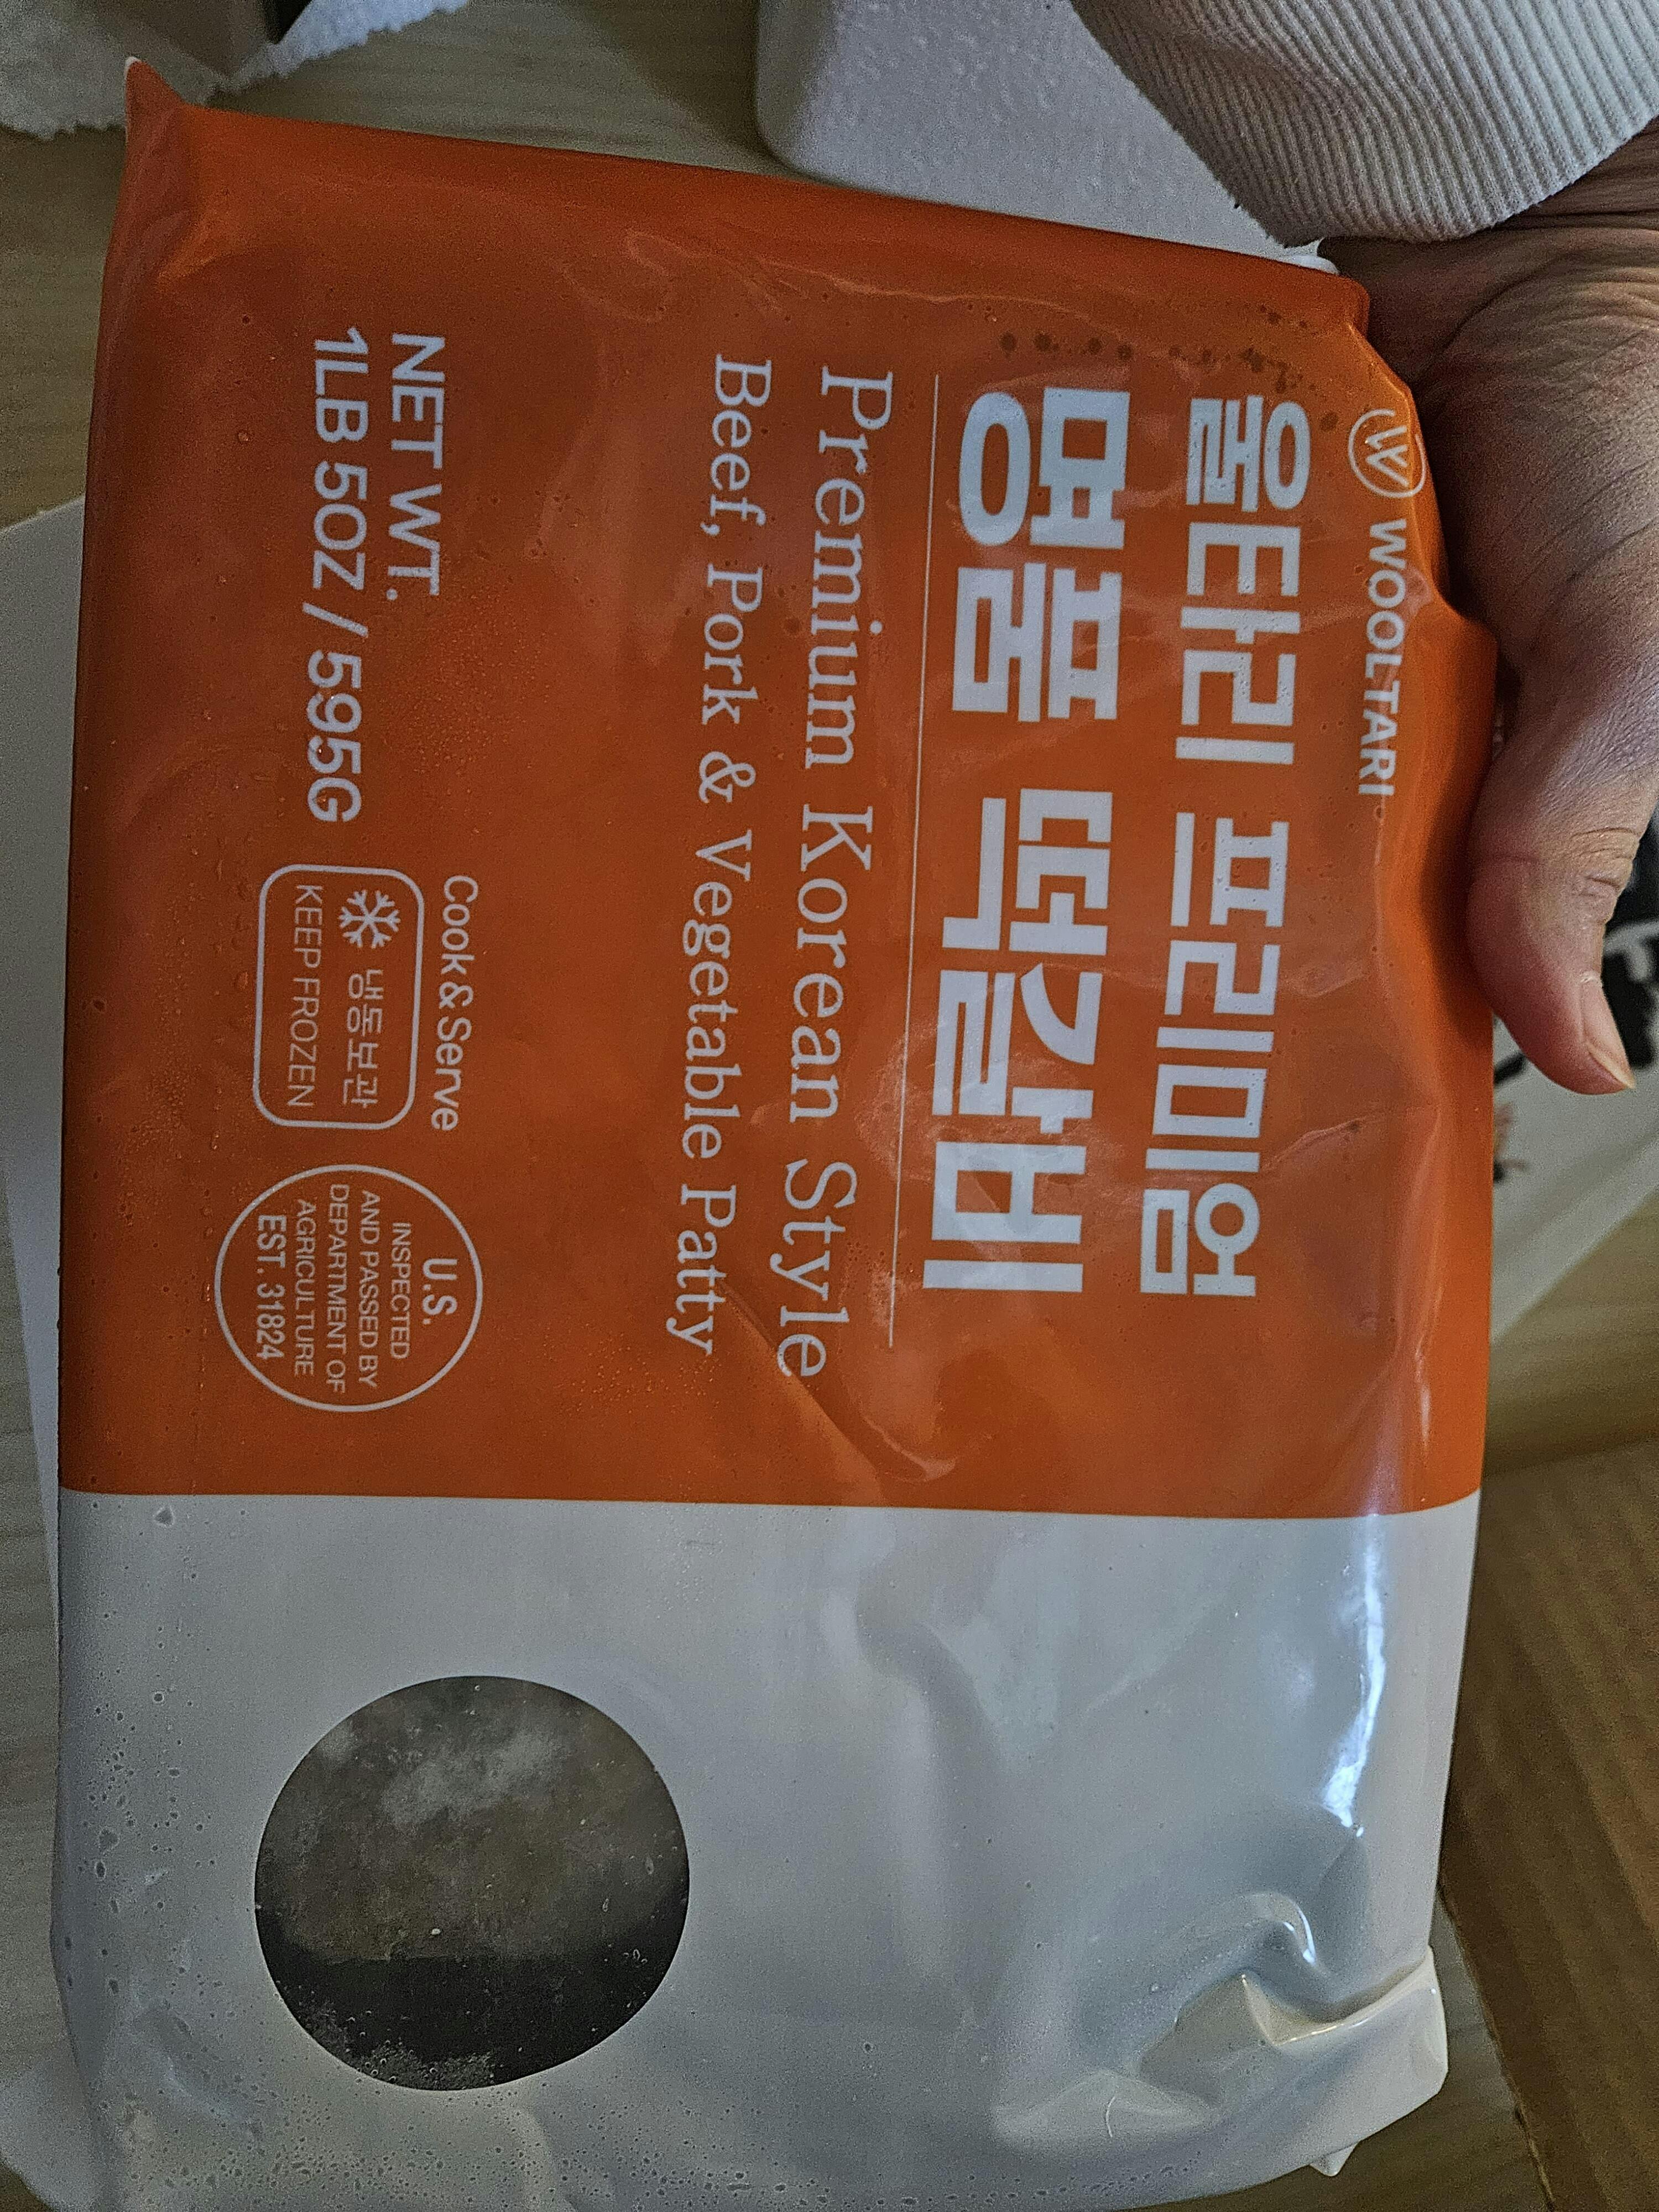 WOOLTARI
울타리 프리미엄
명품 떡갈비
Premium Korean Style
Beef, Pork & Vegetable Patty
NET WT.
1LB 5OZ / 595G
Cook & Serve
냉동보관
KEEP FROZEN
U.S.
INSPECTED
AND PASSED BY
DEPARTMENT OF
AGRICULTURE
EST. 31824